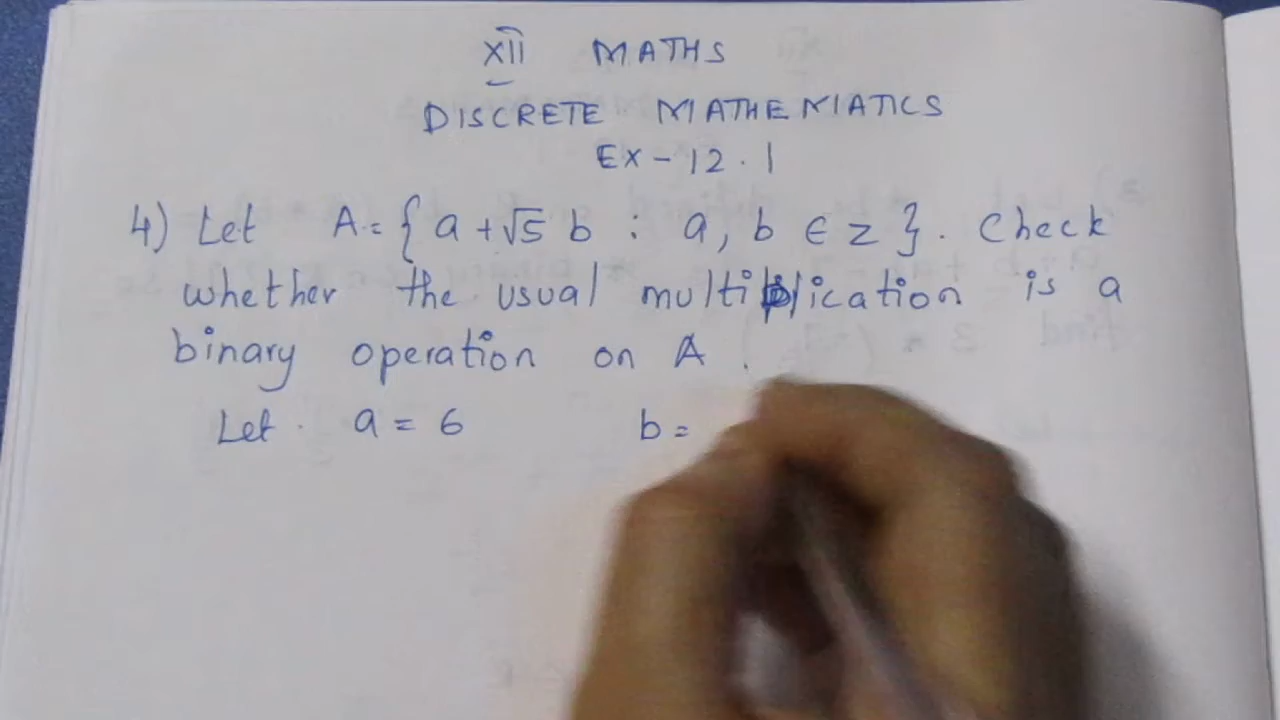 XII MATHS
DISCRETE MATHEMATICS
EX - 12.1
4) Let A = { a + √5 b : a, b ∈ z }. Check
whether the usual multiplication is a
binary operation on A.
Let a = 6 b =